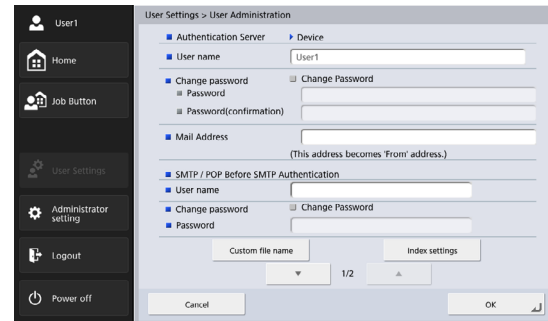 User1
Home
Job Button
User Settings
Administrator
setting
Logout
Power off
User Settings > User Administration
Authentication Server Device
User name User1
Change password Change Password
Password
Password(confirmation)
Mail Address
(This address becomes 'From' address.)
SMTP / POP Before SMTP Authentication
User name
Change password Change Password
Password
Custom file name Index settings
1/2
Cancel OK